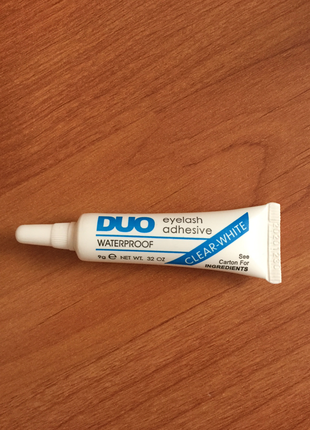 DUO eyelash adhesive
WATERPROOF
9g ℮ NET WT. .32 OZ
CLEAR-WHITE
See
Carton For
INGREDIENTS